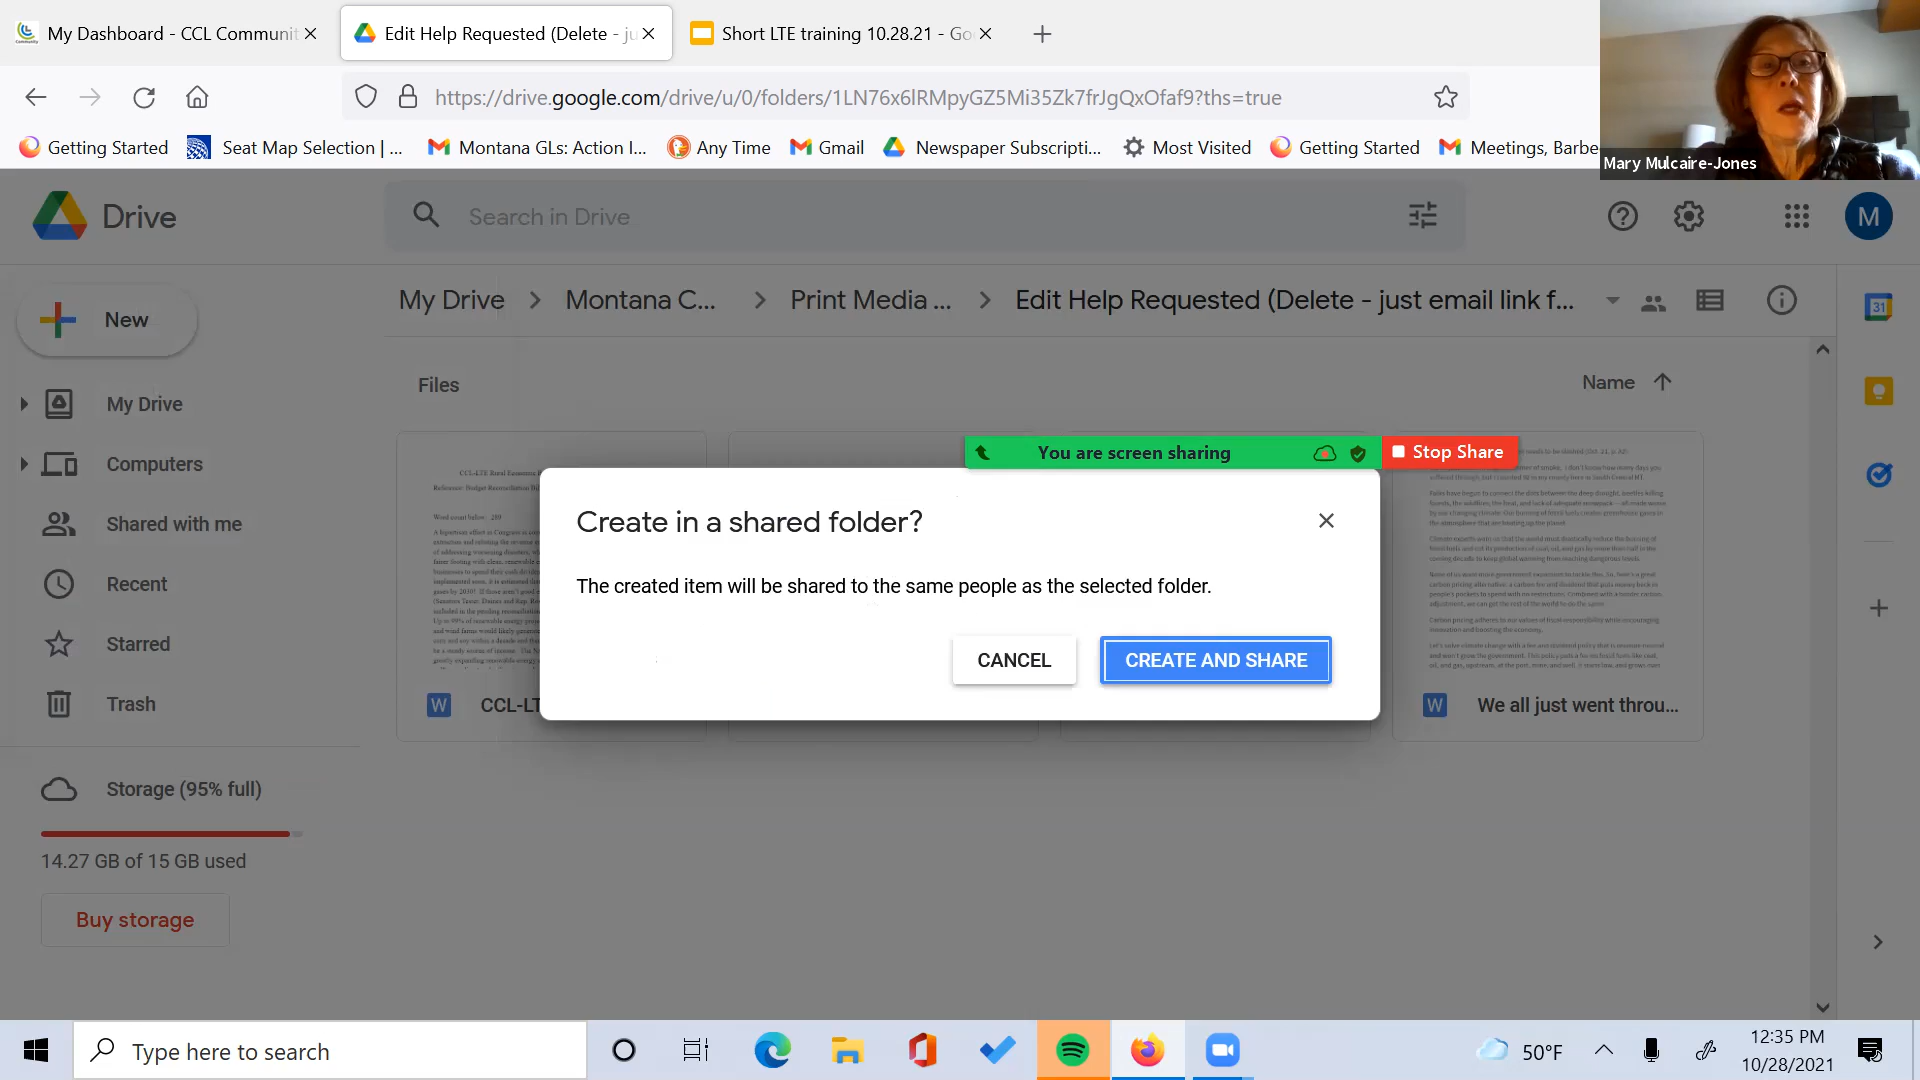 My Dashboard - CCL Communit
Edit Help Requested (Delete - ju
Short LTE training 10.28.21 - Go
https://drive.google.com/drive/u/0/folders/1LN76x6lRMpyGZ5Mi35Zk7frJgQxOfaf9?ths=true
Getting Started
Seat Map Selection | ...
Montana GLs: Action I...
Any Time
Gmail
Newspaper Subscripti...
Most Visited
Getting Started
Meetings, Barbe
Mary Mulcaire-Jones
Drive
Search in Drive
M
New
My Drive
Montana C...
Print Media ...
Edit Help Requested (Delete - just email link f...
31
Files
Name
My Drive
Computers
Shared with me
Recent
Starred
Trash
Storage (95% full)
14.27 GB of 15 GB used
Buy storage
You are screen sharing
Stop Share
Create in a shared folder?
The created item will be shared to the same people as the selected folder.
CANCEL
CREATE AND SHARE
W CCL-LT
W We all just went throu...
Type here to search
50°F
12:35 PM
10/28/2021